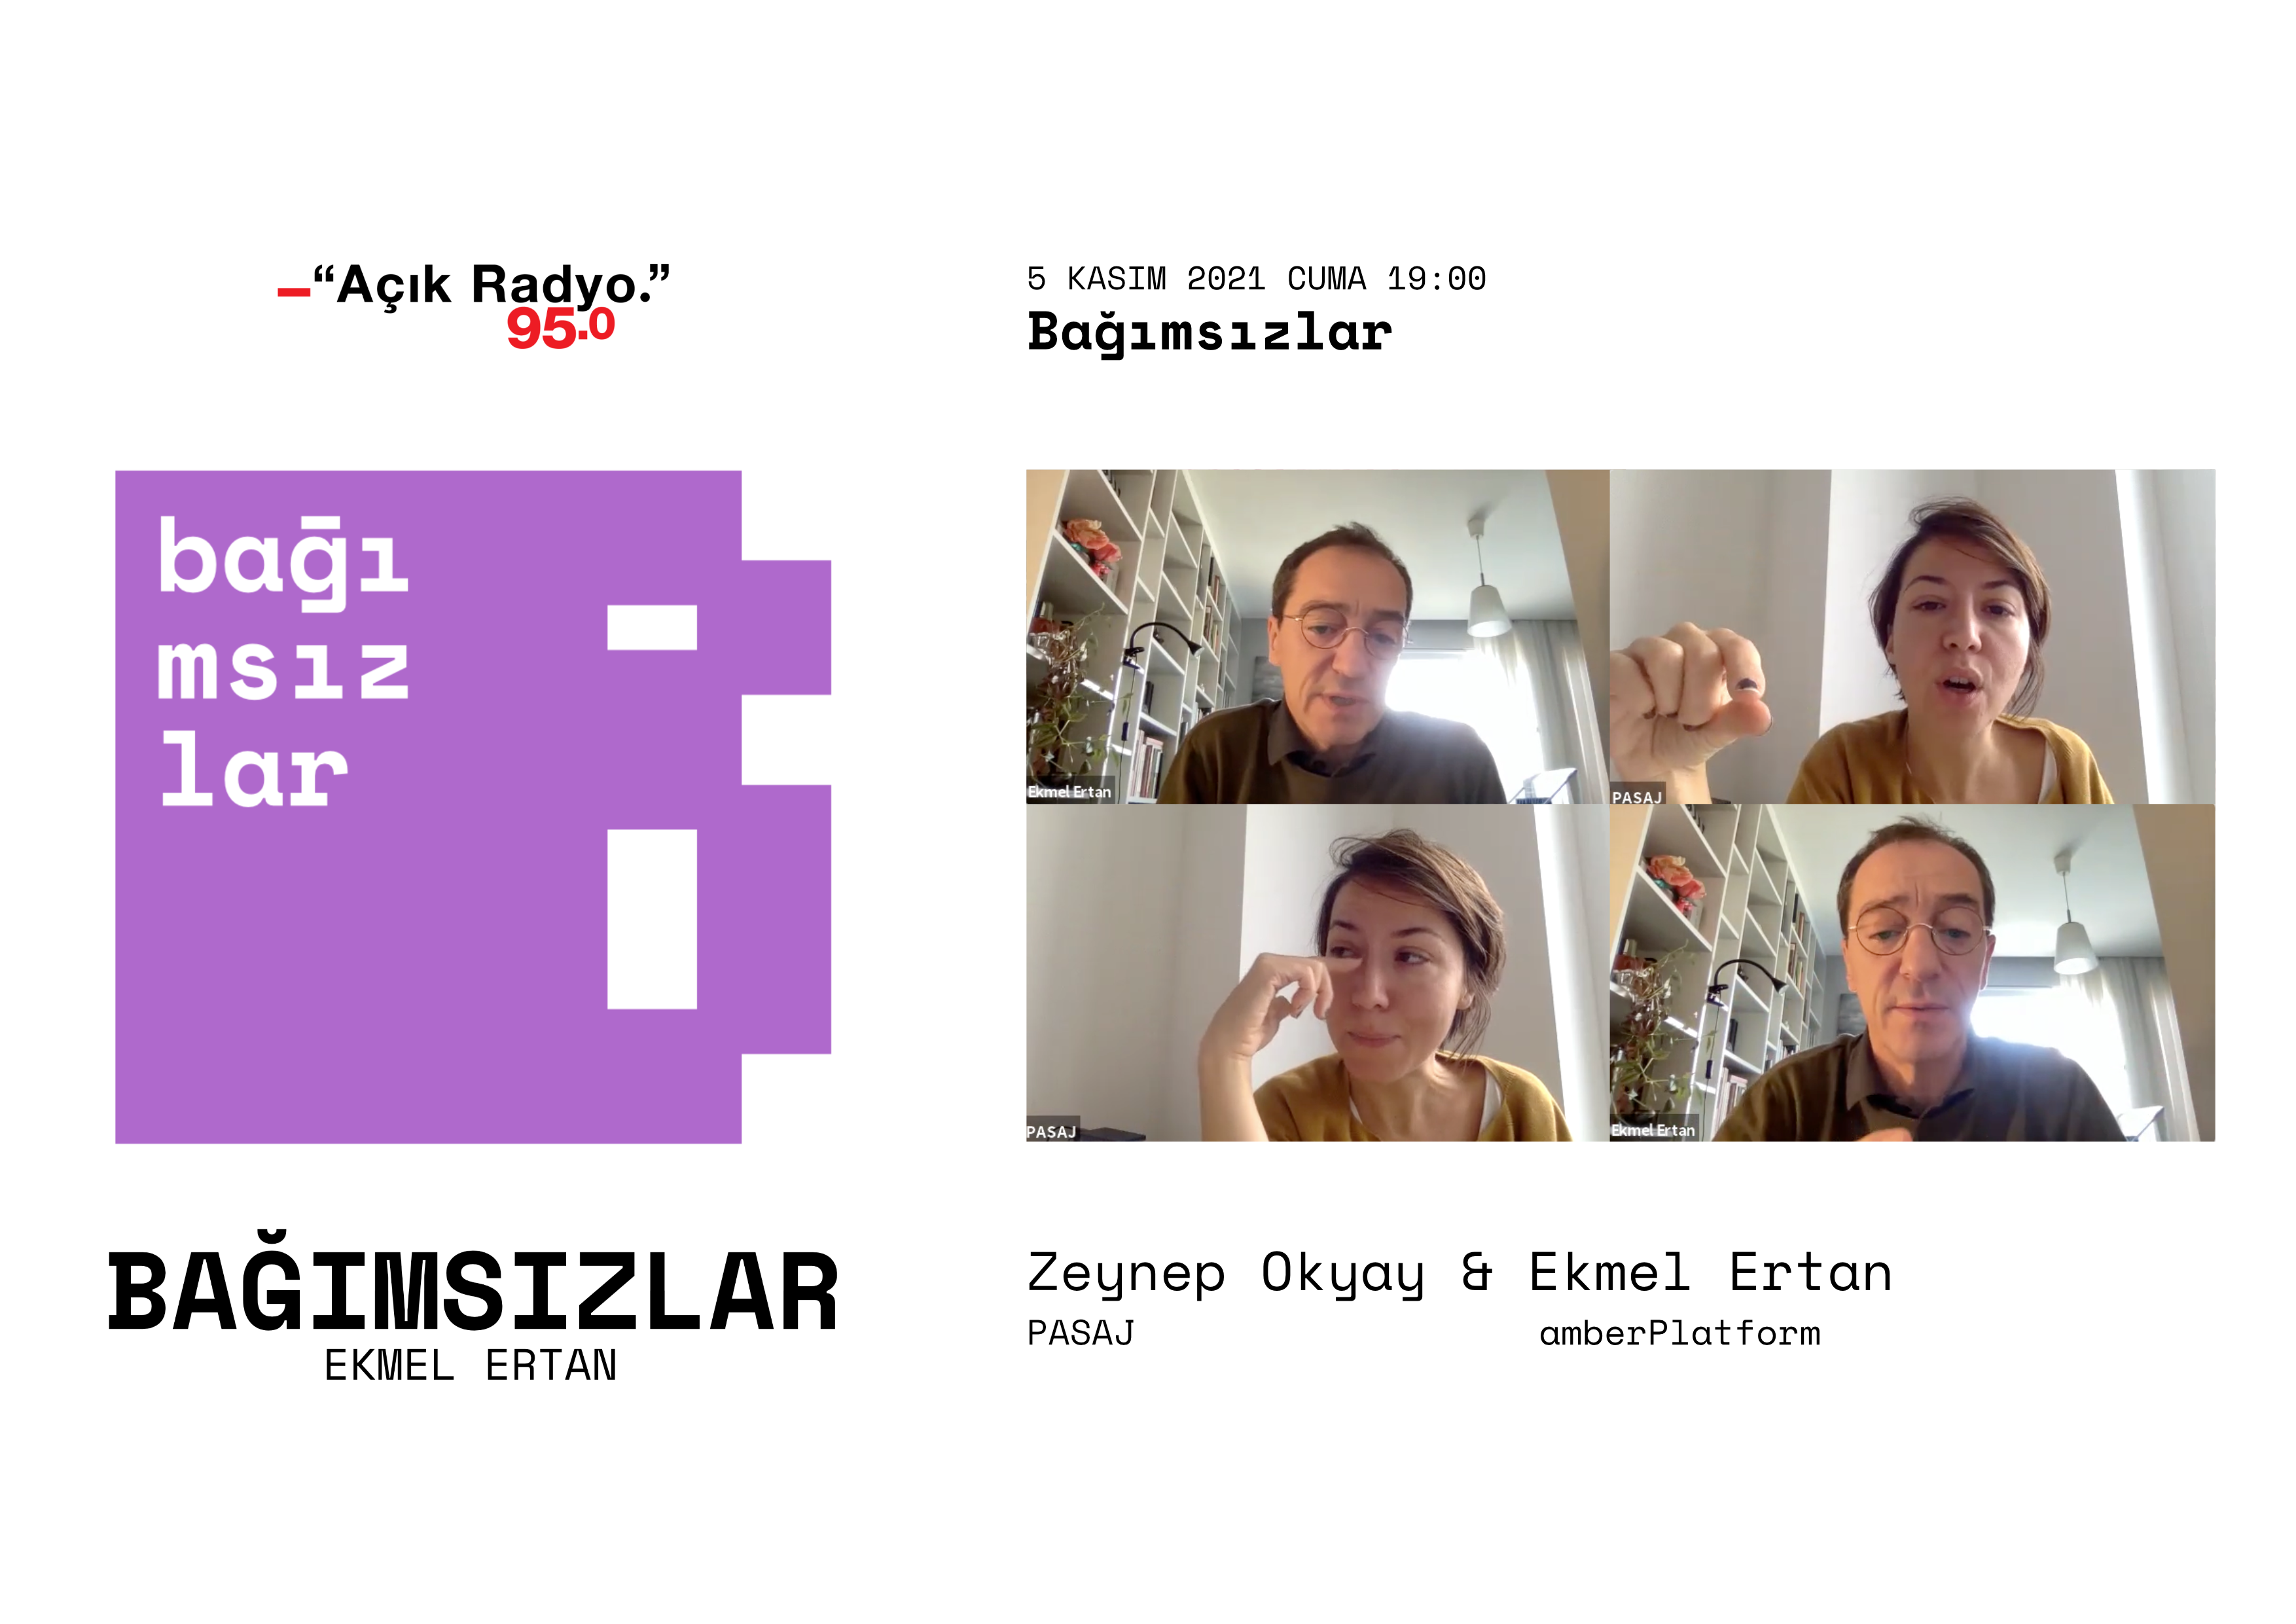 –“Açık Radyo.”
95.0
5 KASIM 2021 CUMA 19:00
Bağımsızlar
bağı
msız
lar
Ekmel Ertan
PASAJ
PASAJ
Ekmel Ertan
BAĞIMSIZLAR
EKMEL ERTAN
Zeynep Okyay & Ekmel Ertan
PASAJ amberPlatform